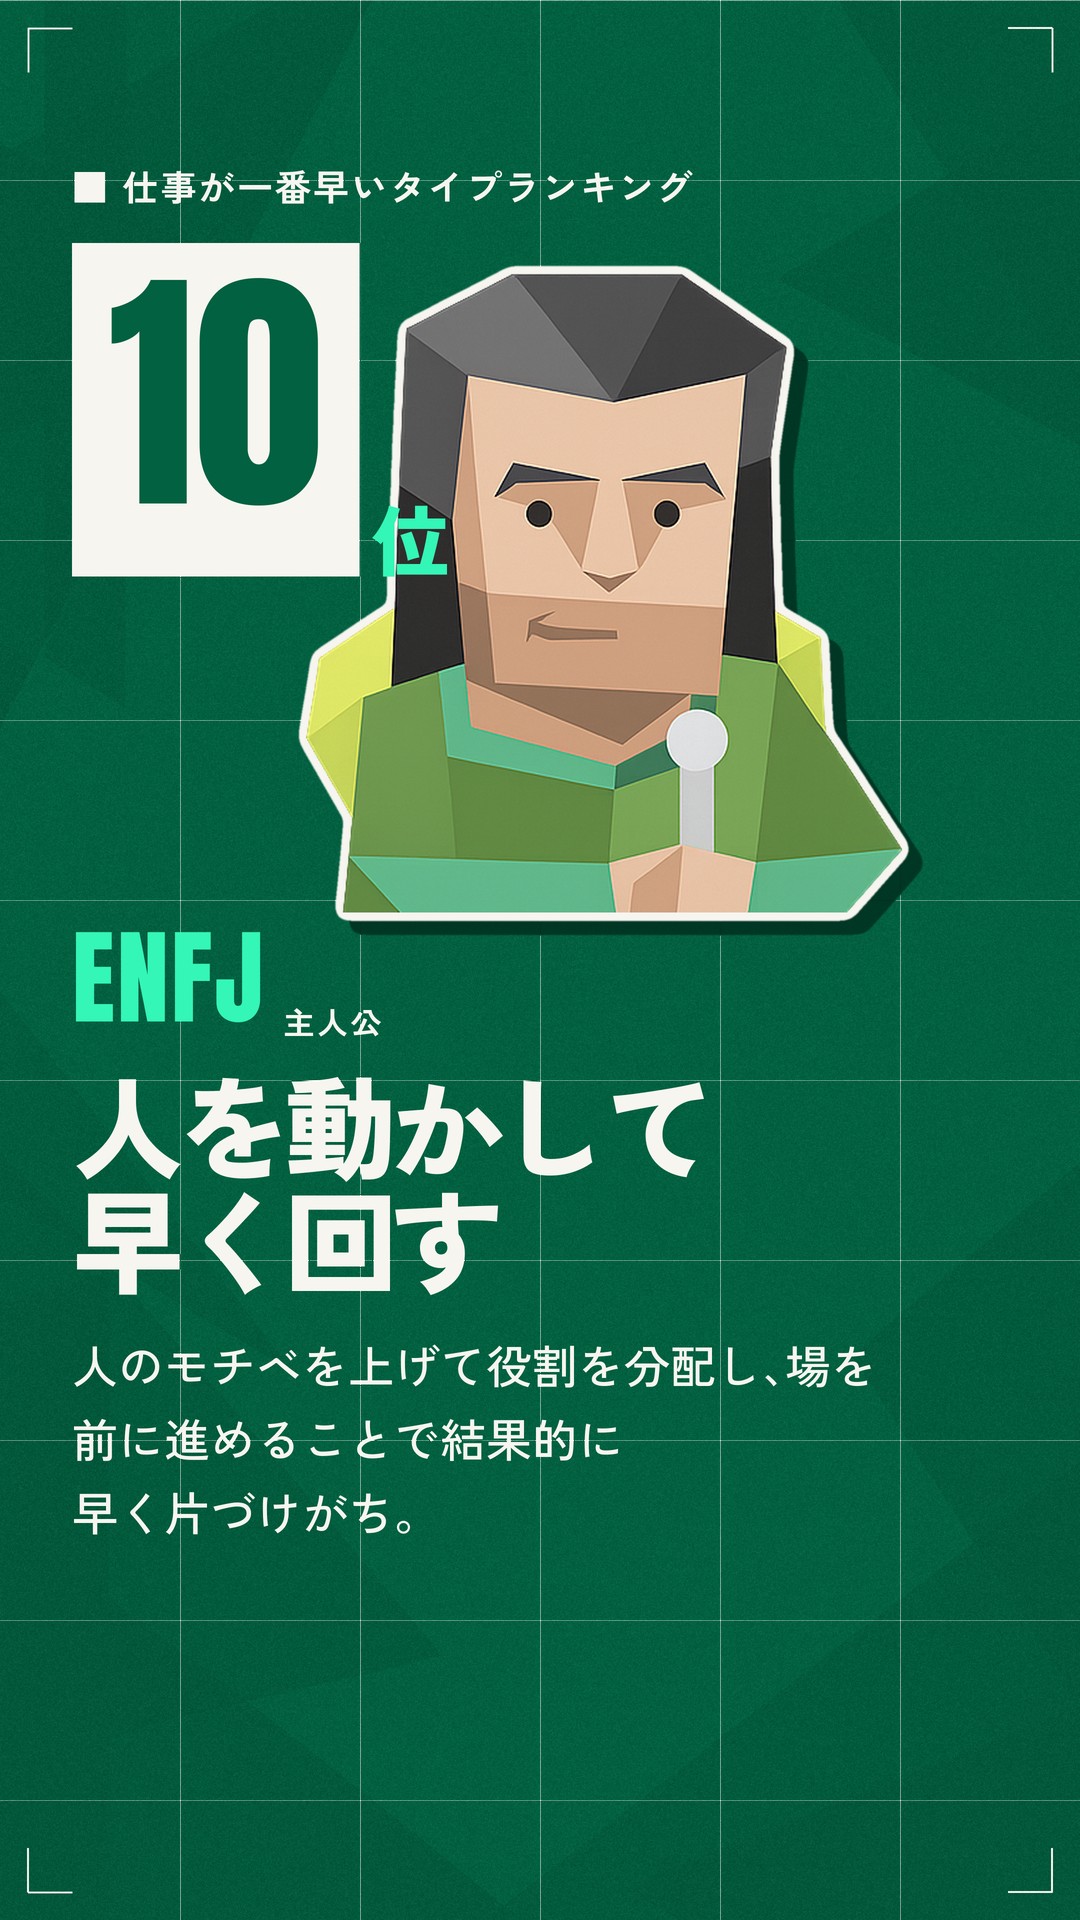 仕事が一番早いタイプランキング
10位
ENFJ 主人公
人を動かして
早く回す
人のモチベを上げて役割を分配し、場を
前に進めることで結果的に
早く片づけがち。